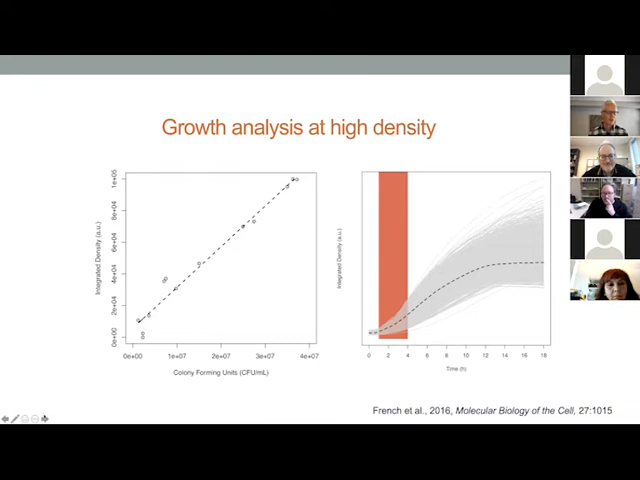 Growth analysis at high density
Integrated Density (a.u.)
1e+05
8e+04
6e+04
4e+04
2e+04
0e+00
0e+00 1e+07 2e+07 3e+07 4e+07
Colony Forming Units (CFU/mL)
Integrated Density (a.u.)
0 2 4 6 8 10 12 14 16 18
Time (h)
French et al., 2016, Molecular Biology of the Cell, 27:1015